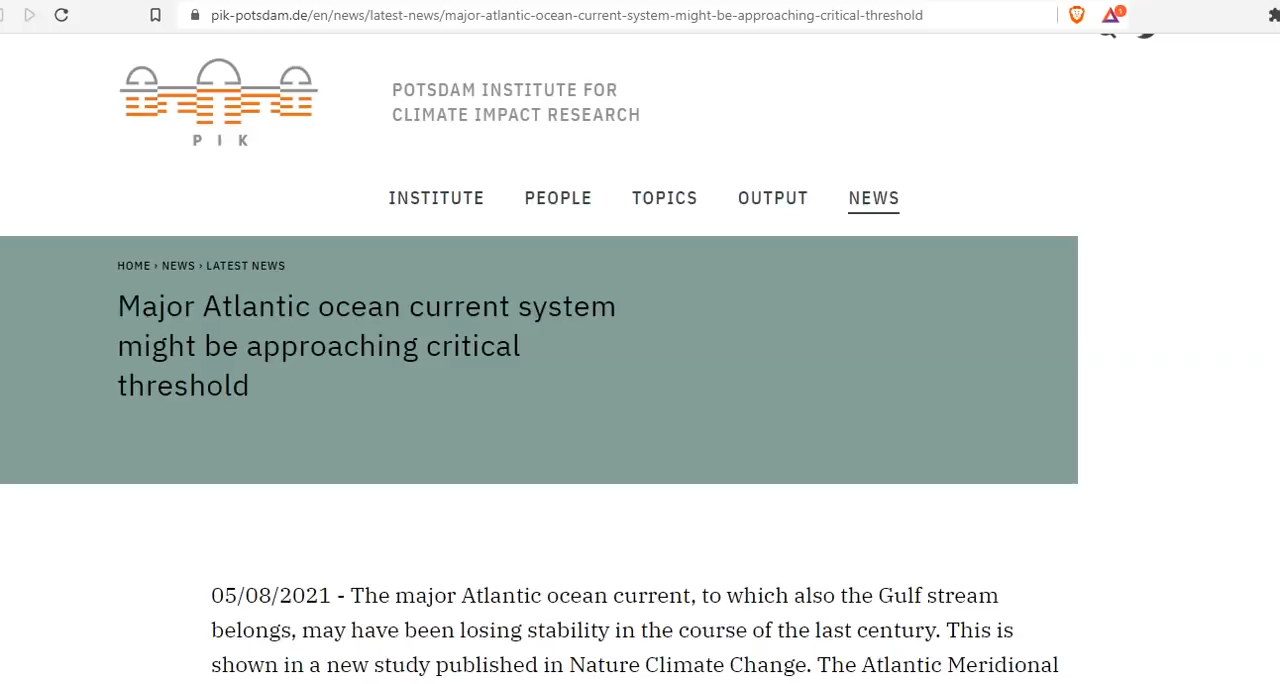 pik-potsdam.de/en/news/latest-news/major-atlantic-ocean-current-system-might-be-approaching-critical-threshold
1
P I K
POTSDAM INSTITUTE FOR
CLIMATE IMPACT RESEARCH
INSTITUTE PEOPLE TOPICS OUTPUT NEWS
HOME › NEWS › LATEST NEWS
Major Atlantic ocean current system
might be approaching critical
threshold
05/08/2021 - The major Atlantic ocean current, to which also the Gulf stream
belongs, may have been losing stability in the course of the last century. This is
shown in a new study published in Nature Climate Change. The Atlantic Meridional